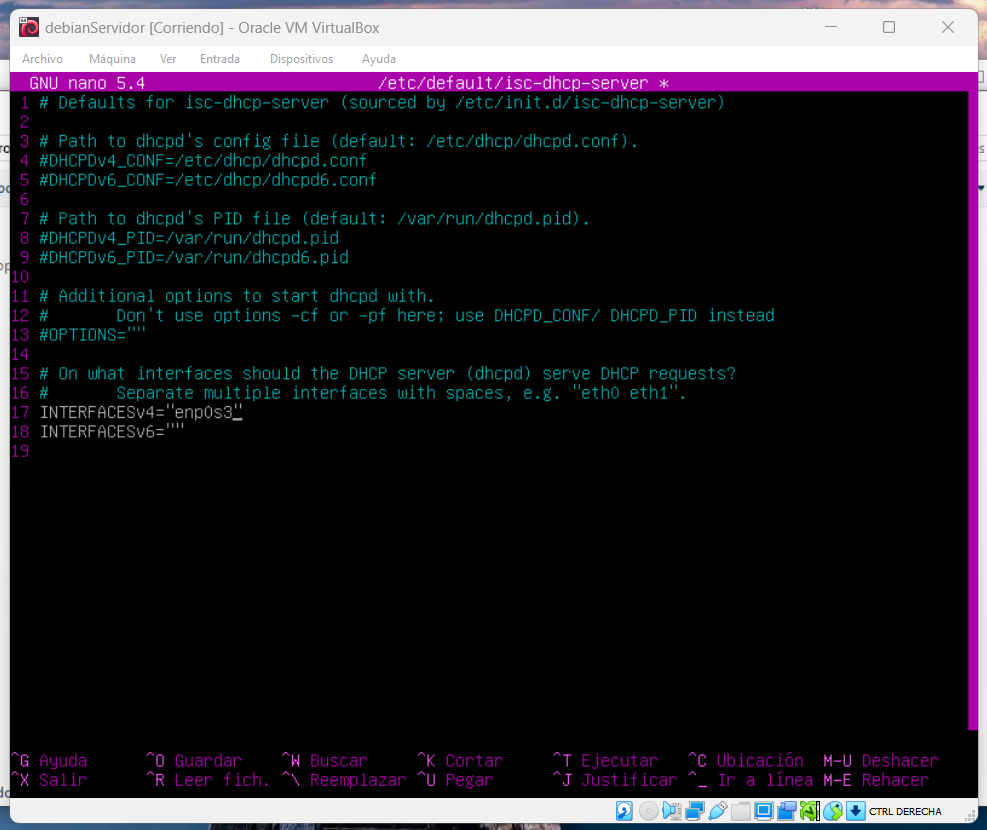 debianServidor [Corriendo] - Oracle VM VirtualBox
Archivo Máquina Ver Entrada Dispositivos Ayuda
GNU nano 5.4 /etc/default/isc-dhcp-server *
1 # Defaults for isc-dhcp-server (sourced by /etc/init.d/isc-dhcp-server)
2
3 # Path to dhcpd's config file (default: /etc/dhcp/dhcpd.conf).
4 #DHCPDv4_CONF=/etc/dhcp/dhcpd.conf
5 #DHCPDv6_CONF=/etc/dhcp/dhcpd6.conf
6
7 # Path to dhcpd's PID file (default: /var/run/dhcpd.pid).
8 #DHCPDv4_PID=/var/run/dhcpd.pid
9 #DHCPDv6_PID=/var/run/dhcpd6.pid
10
11 # Additional options to start dhcpd with.
12 #       Don't use options -cf or -pf here; use DHCPD_CONF/ DHCPD_PID instead
13 #OPTIONS=""
14
15 # On what interfaces should the DHCP server (dhcpd) serve DHCP requests?
16 #       Separate multiple interfaces with spaces, e.g. "eth0 eth1".
17 INTERFACESv4="enp0s3"
18 INTERFACESv6=""
19
^G Ayuda ^O Guardar ^W Buscar ^K Cortar ^T Ejecutar ^C Ubicación M-U Deshacer
^X Salir ^R Leer fich. ^\ Reemplazar ^U Pegar ^J Justificar ^_ Ir a línea M-E Rehacer
CTRL DERECHA